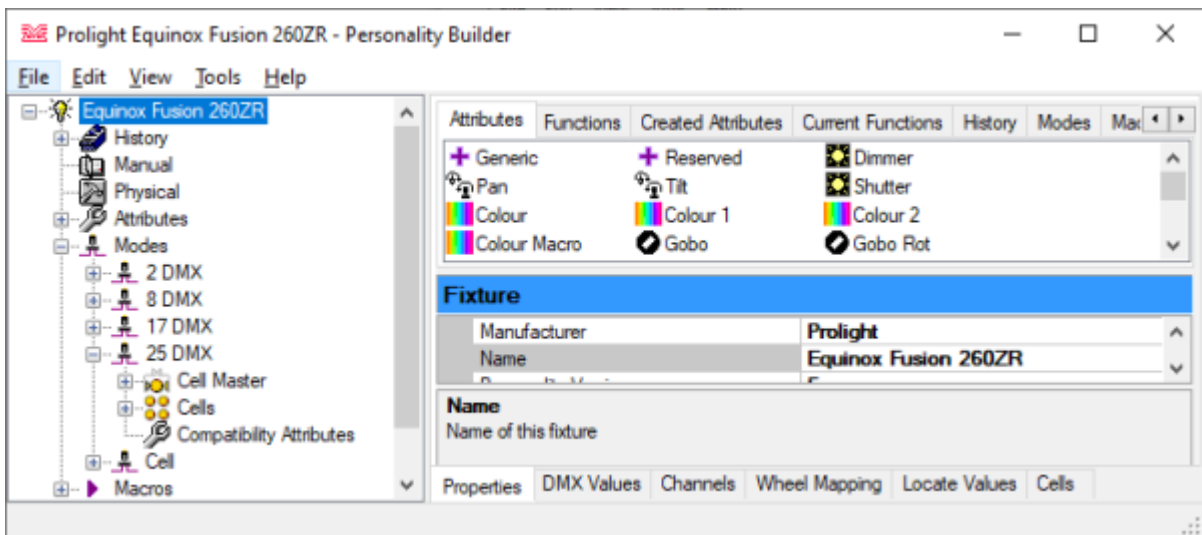 Prolight Equinox Fusion 260ZR - Personality Builder
File Edit View Tools Help
Equinox Fusion 260ZR
History
Manual
Physical
Attributes
Modes
2 DMX
8 DMX
17 DMX
25 DMX
Cell Master
Cells
Compatibility Attributes
Cell
Macros
Attributes Functions Created Attributes Current Functions History Modes
Generic Reserved Dimmer
Pan Tilt Shutter
Colour Colour 1 Colour 2
Colour Macro Gobo Gobo Rot
Fixture
Manufacturer Prolight
Name Equinox Fusion 260ZR
Name
Name of this fixture
Properties DMX Values Channels Wheel Mapping Locate Values Cells